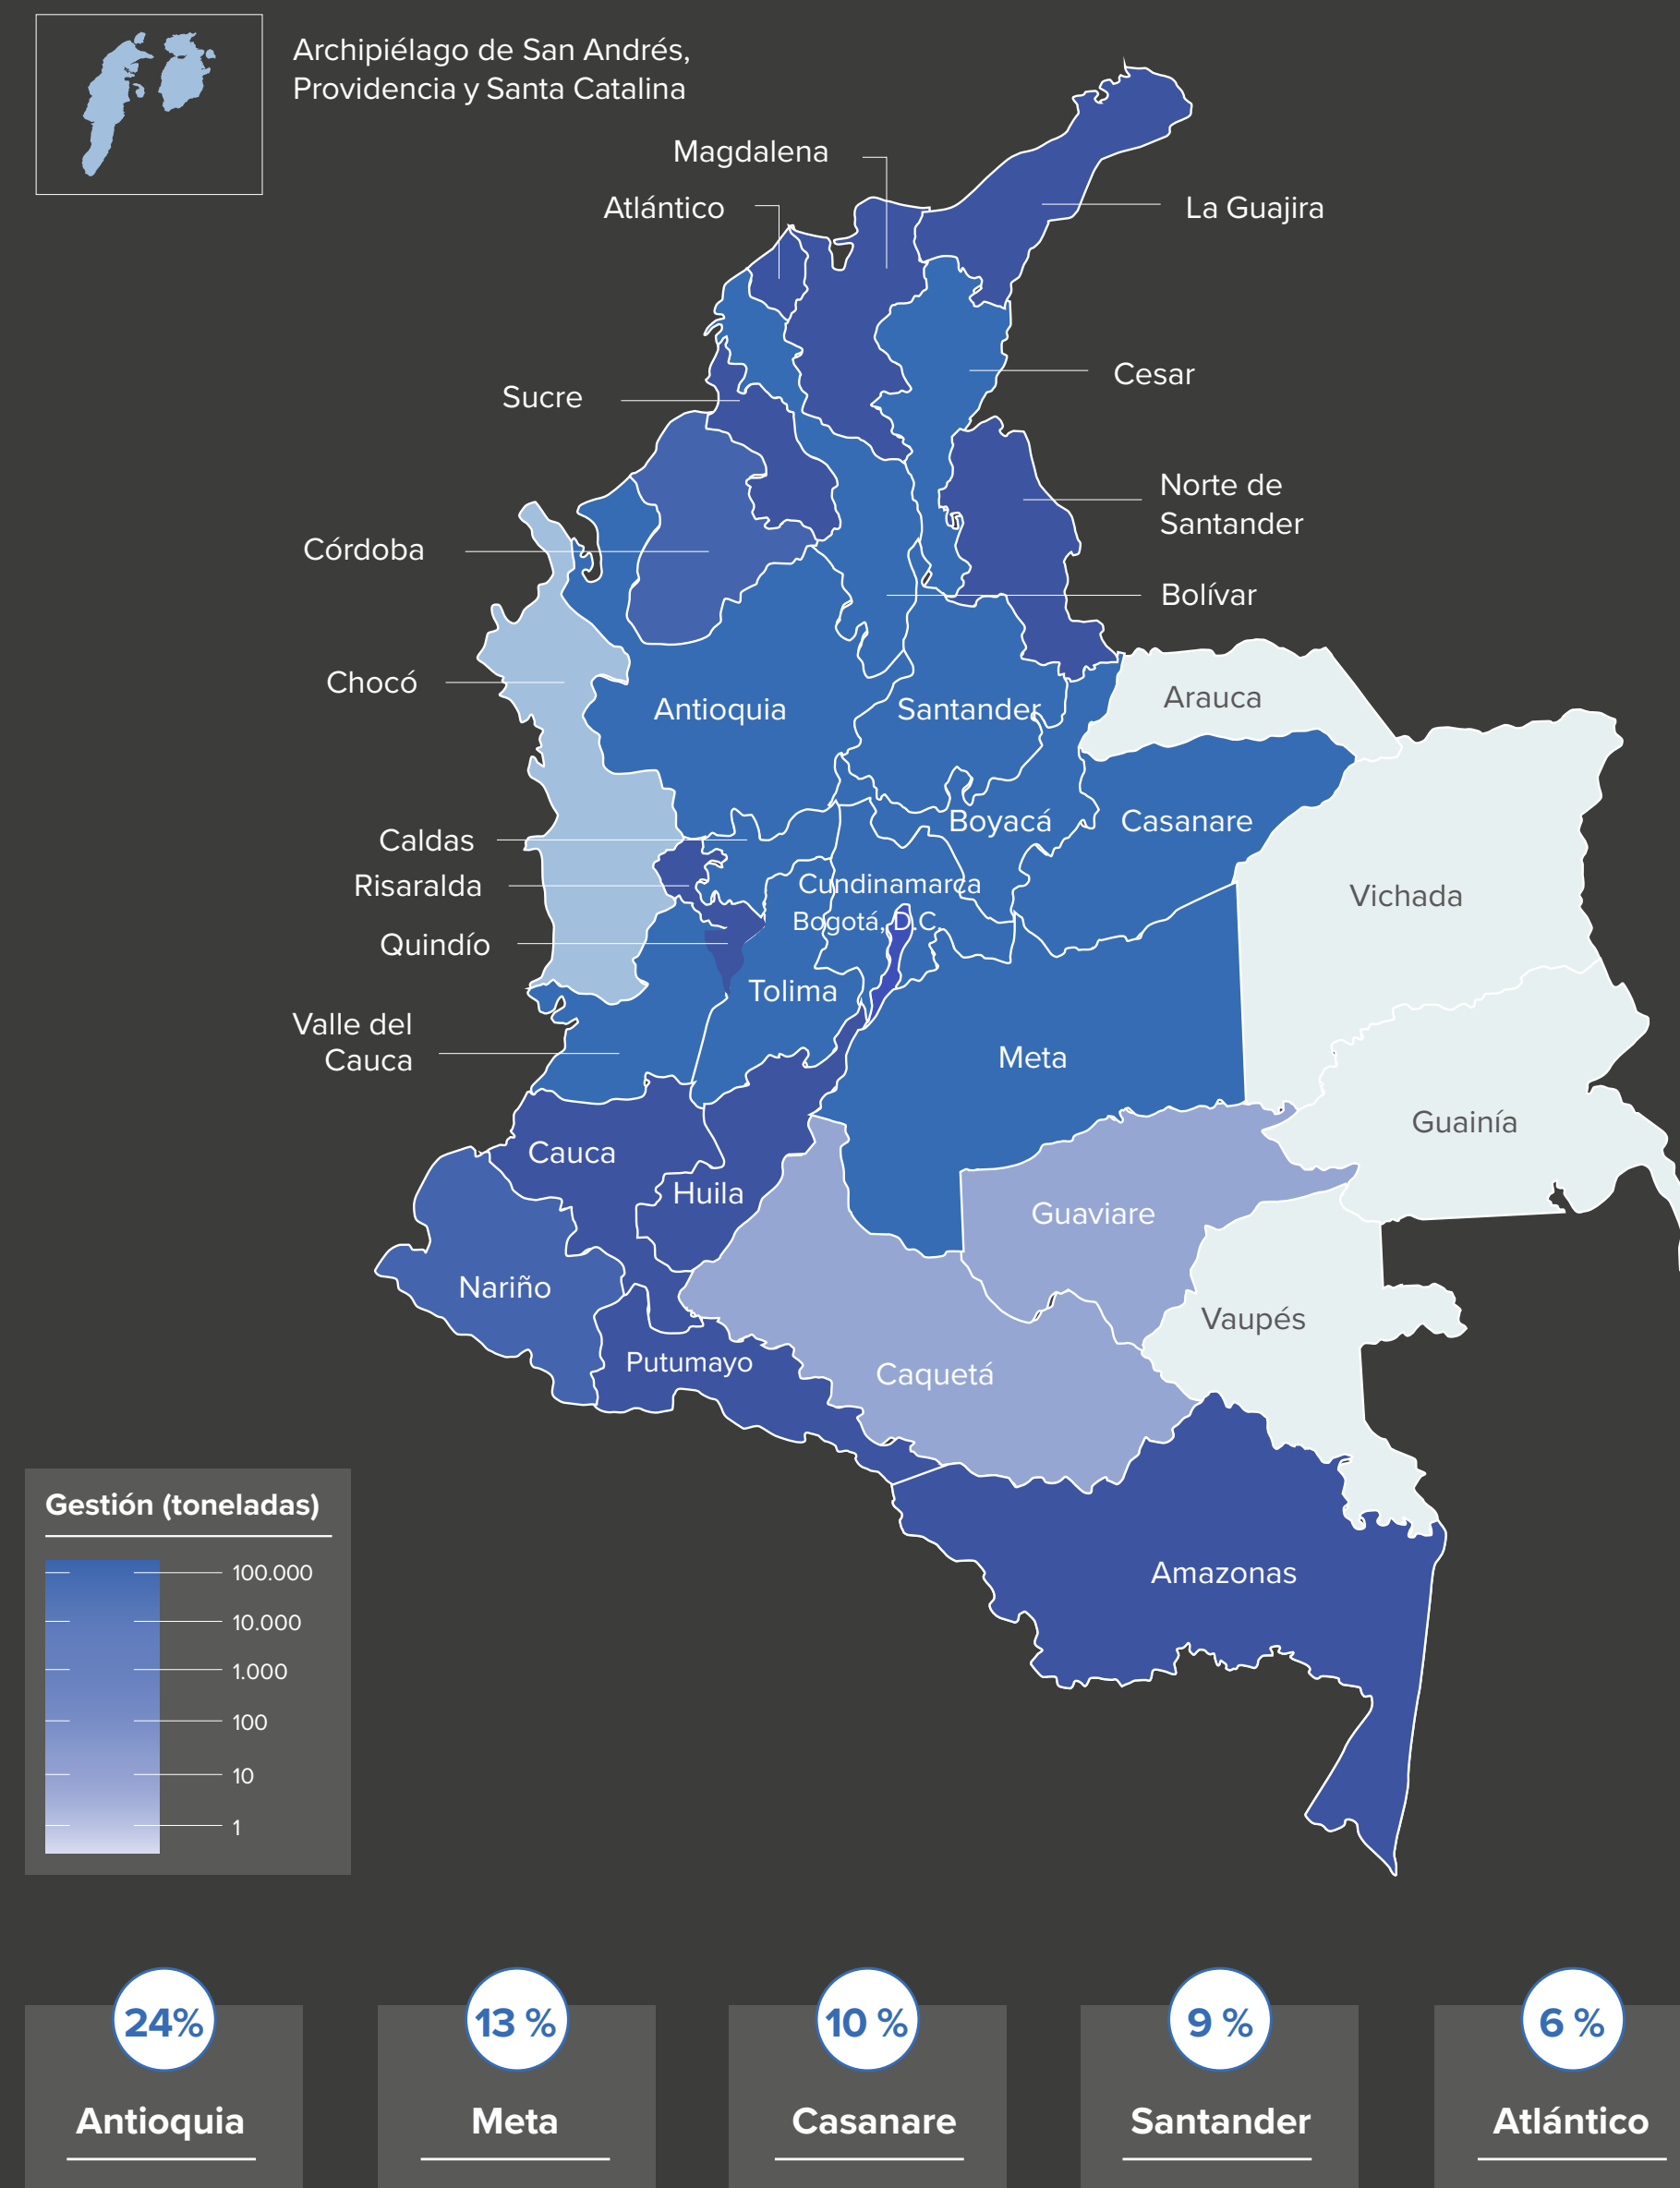 Archipiélago de San Andrés,
Providencia y Santa Catalina
Magdalena
Atlántico
La Guajira
Cesar
Sucre
Norte de
Santander
Córdoba
Bolívar
Chocó
Antioquia
Santander
Arauca
Caldas
Boyacá
Casanare
Risaralda
Cundinamarca
Vichada
Bogotá, D.C.
Quindío
Tolima
Valle del
Cauca
Meta
Guainía
Cauca
Huila
Guaviare
Nariño
Vaupés
Putumayo
Caquetá
Amazonas
Gestión (toneladas)
100.000
10.000
1.000
100
10
1
24%
13 %
10 %
9 %
6 %
Antioquia
Meta
Casanare
Santander
Atlántico